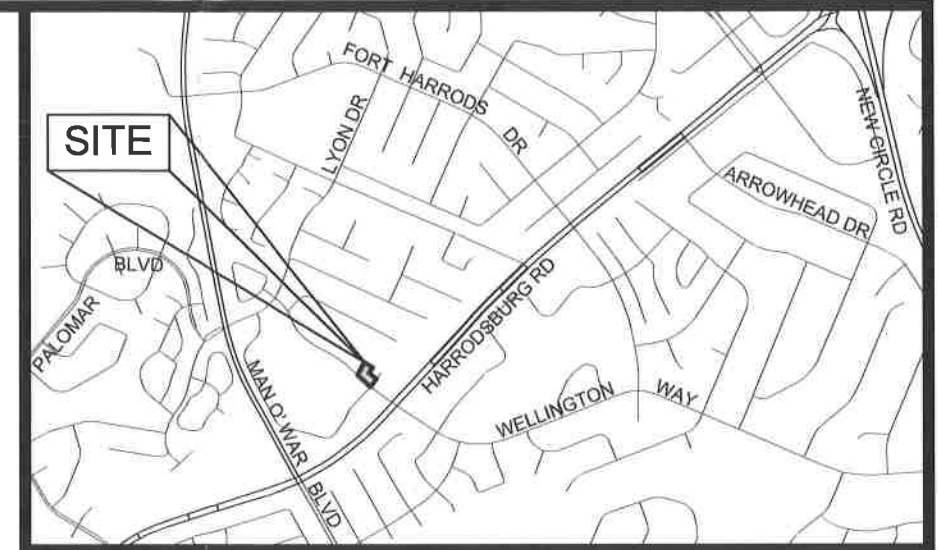 FORT HARRODS DR
SITE
LYON DR
NEW CIRCLE RD
ARROWHEAD DR
BLVD
PALOMAR
HARRODSBURG RD
MAN O' WAR BLVD
WELLINGTON WAY